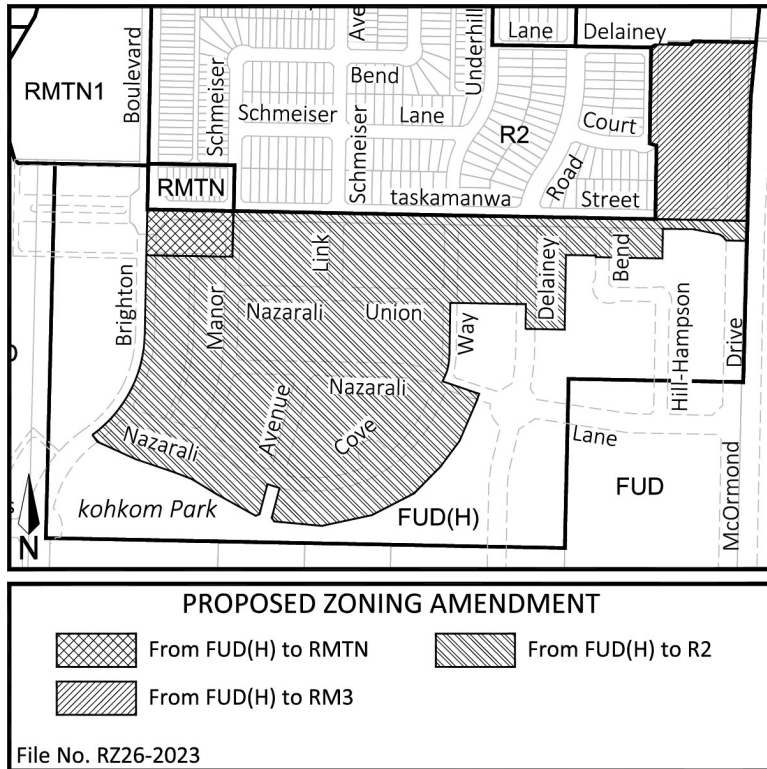 Lane Delainey
Ave
Underhill
Boulevard
RMTN1
Bend
Schmeiser
Schmeiser Lane
R2
Court
Schmeiser
RMTN
taskamanwa
Road
Street
Link
Delainey
Bend
Manor
Brighton
Nazarali Union
Way
Hill-Hampson
Drive
Nazarali
Avenue
Cove
Nazarali
Lane
FUD
kohkom Park
FUD(H)
McOrmond
N
PROPOSED ZONING AMENDMENT
From FUD(H) to RMTN
From FUD(H) to R2
From FUD(H) to RM3
File No. RZ26-2023